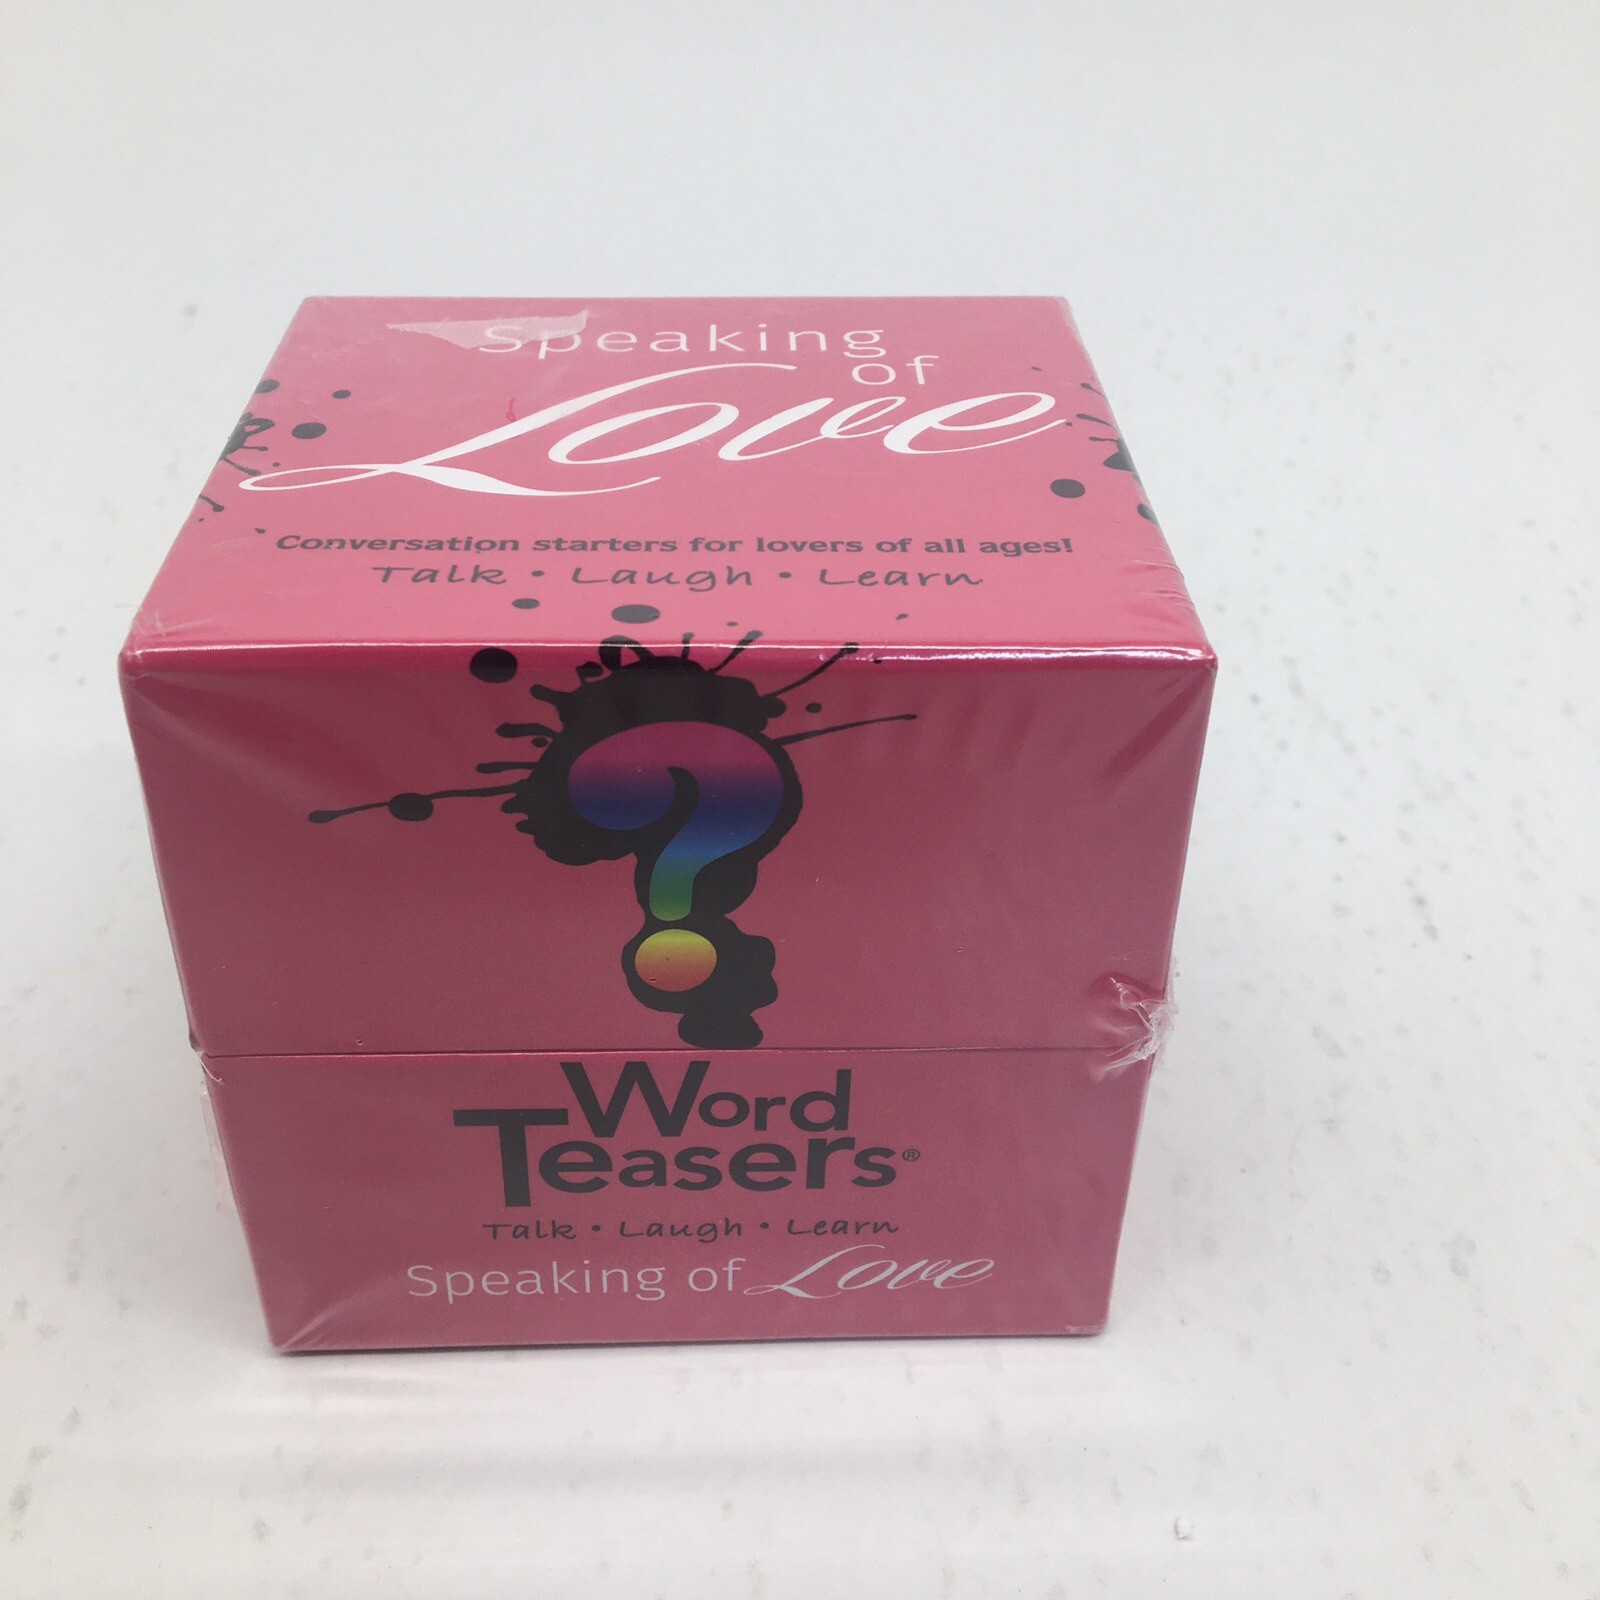 Speaking
of
Love
Conversation starters for lovers of all ages!
Talk • Laugh • Learn
?
Word
Teasers®
Talk • Laugh • Learn
Speaking of Love